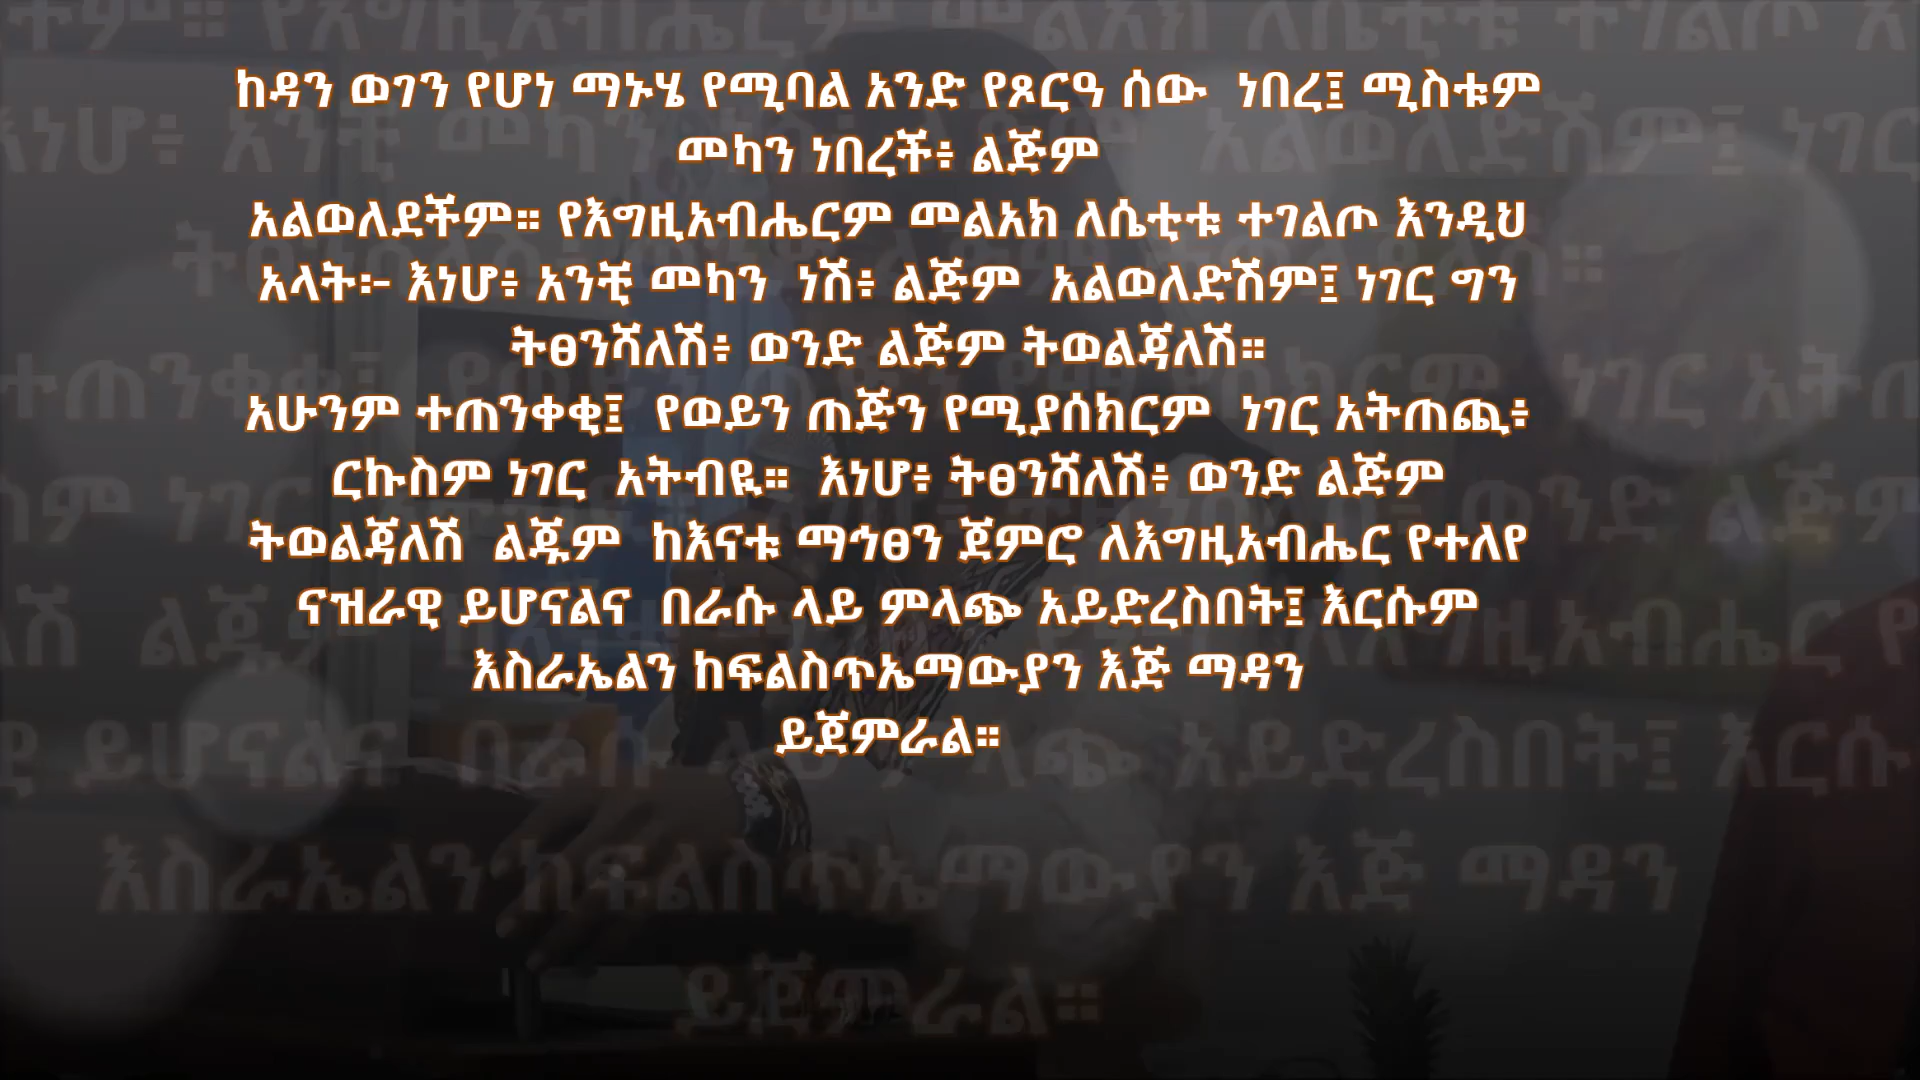 ከዳን ወገን የሆነ ማኑሄ የሚባል አንድ የጾርዓ ሰው ነበረ፤ ሚስቱም
መካን ነበረች፥ ልጅም
አልወለደችም። የእግዚአብሔርም መልአክ ለሴቲቱ ተገልጦ እንዲህ
አላት፦ እነሆ፥ አንቺ መካን ነሽ፥ ልጅም አልወለድሽም፤ ነገር ግን
ትፀንሻለሽ፥ ወንድ ልጅም ትወልጃለሽ።
አሁንም ተጠንቀቂ፤ የወይን ጠጅን የሚያሰክርም ነገር አትጠጪ፥
ርኩስም ነገር አትብዪ። እነሆ፥ ትፀንሻለሽ፥ ወንድ ልጅም
ትወልጃለሽ ልጁም ከእናቱ ማኅፀን ጀምሮ ለእግዚአብሔር የተለየ
ናዝራዊ ይሆናልና በራሱ ላይ ምላጭ አይድረስበት፤ እርሱም
እስራኤልን ከፍልስጥኤማውያን እጅ ማዳን
ይጀምራል።